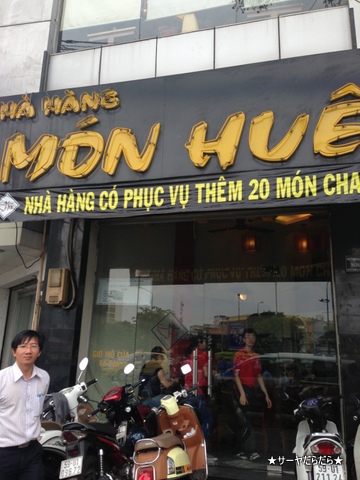 NHÀ HÀNG
MÓN HUẾ
NHÀ HÀNG CÓ PHỤC VỤ THÊM 20 MÓN CHA
★サーヤだらだら★